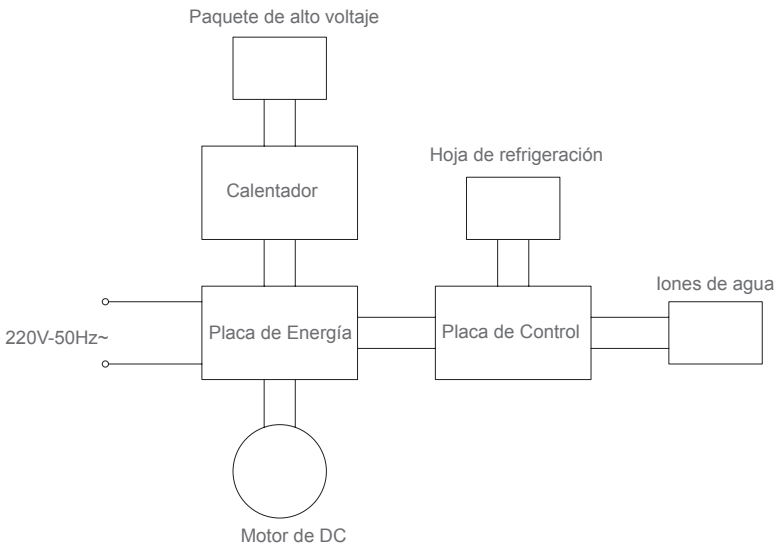 Paquete de alto voltaje
Hoja de refrigeración
Calentador
Iones de agua
220V-50Hz~
Placa de Energía
Placa de Control
Motor de DC